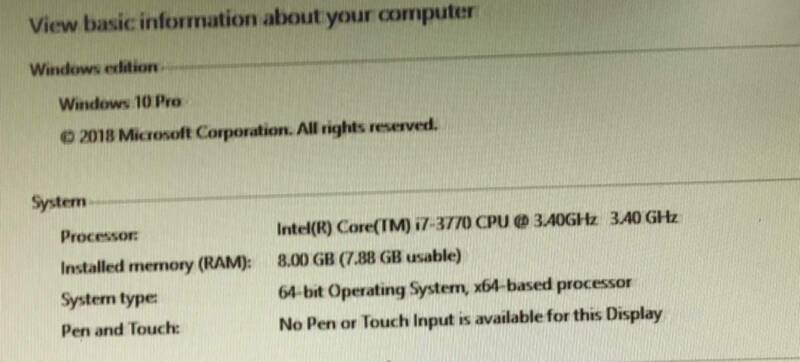 View basic information about your computer
Windows edition
Windows 10 Pro
© 2018 Microsoft Corporation. All rights reserved.
System
Processor: Intel(R) Core(TM) i7-3770 CPU @ 3.40GHz 3.40 GHz
Installed memory (RAM): 8.00 GB (7.88 GB usable)
System type: 64-bit Operating System, x64-based processor
Pen and Touch: No Pen or Touch Input is available for this Display